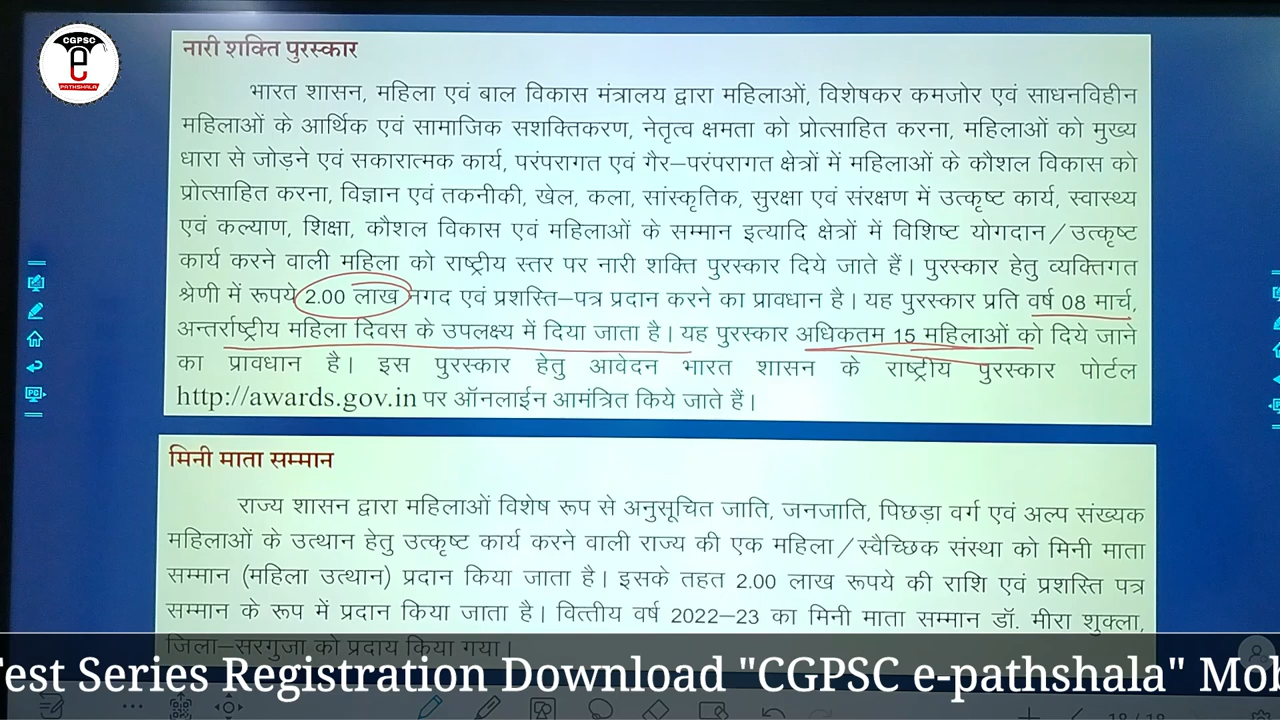 CGPSC
e
PATHSHALA
नारी शक्ति पुरस्कार
भारत शासन, महिला एवं बाल विकास मंत्रालय द्वारा महिलाओं, विशेषकर कमजोर एवं साधनविहीन
महिलाओं के आर्थिक एवं सामाजिक सशक्तिकरण, नेतृत्व क्षमता को प्रोत्साहित करना, महिलाओं को मुख्य
धारा से जोड़ने एवं सकारात्मक कार्य, परंपरागत एवं गैर–परंपरागत क्षेत्रों में महिलाओं के कौशल विकास को
प्रोत्साहित करना, विज्ञान एवं तकनीकी, खेल, कला, सांस्कृतिक, सुरक्षा एवं संरक्षण में उत्कृष्ट कार्य, स्वास्थ्य
एवं कल्याण, शिक्षा, कौशल विकास एवं महिलाओं के सम्मान इत्यादि क्षेत्रों में विशिष्ट योगदान/उत्कृष्ट
कार्य करने वाली महिला को राष्ट्रीय स्तर पर नारी शक्ति पुरस्कार दिये जाते हैं। पुरस्कार हेतु व्यक्तिगत
श्रेणी में रूपये 2.00 लाख नगद एवं प्रशस्ति–पत्र प्रदान करने का प्रावधान है। यह पुरस्कार प्रति वर्ष 08 मार्च,
अन्तर्राष्ट्रीय महिला दिवस के उपलक्ष्य में दिया जाता है। यह पुरस्कार अधिकतम 15 महिलाओं को दिये जाने
का प्रावधान है। इस पुरस्कार हेतु आवेदन भारत शासन के राष्ट्रीय पुरस्कार पोर्टल
http://awards.gov.in पर ऑनलाईन आमंत्रित किये जाते हैं।
मिनी माता सम्मान
राज्य शासन द्वारा महिलाओं विशेष रूप से अनुसूचित जाति, जनजाति, पिछड़ा वर्ग एवं अल्प संख्यक
महिलाओं के उत्थान हेतु उत्कृष्ट कार्य करने वाली राज्य की एक महिला/स्वैच्छिक संस्था को मिनी माता
सम्मान (महिला उत्थान) प्रदान किया जाता है। इसके तहत 2.00 लाख रूपये की राशि एवं प्रशस्ति पत्र
सम्मान के रूप में प्रदान किया जाता है। वित्तीय वर्ष 2022–23 का मिनी माता सम्मान डॉ. मीरा शुक्ला,
जिला–सरगुजा को प्रदाय किया गया।
Test Series Registration Download "CGPSC e-pathshala" Mob
18/18